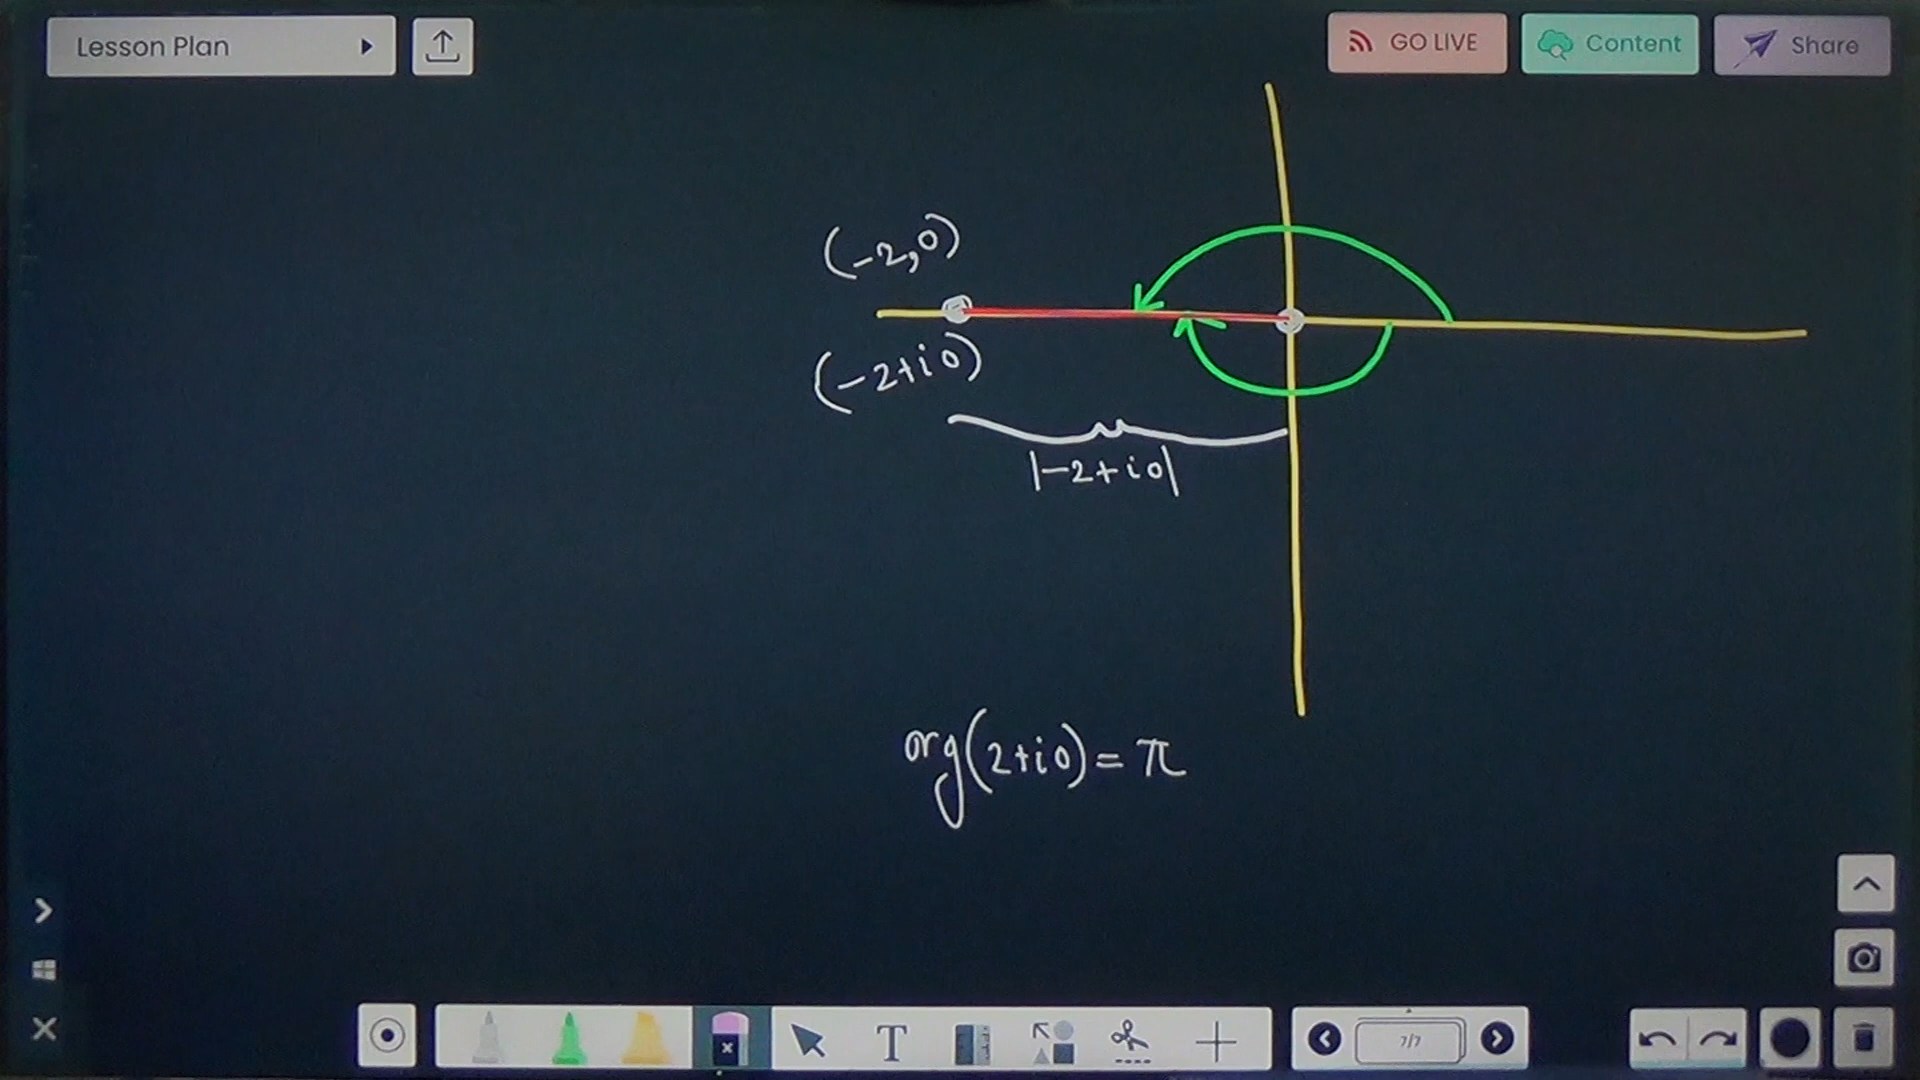 Lesson Plan
GO LIVE
Content
Share
(-2,0)
(-2+i0)
|-2+i0|
arg(2+i0)=π
T
7/7